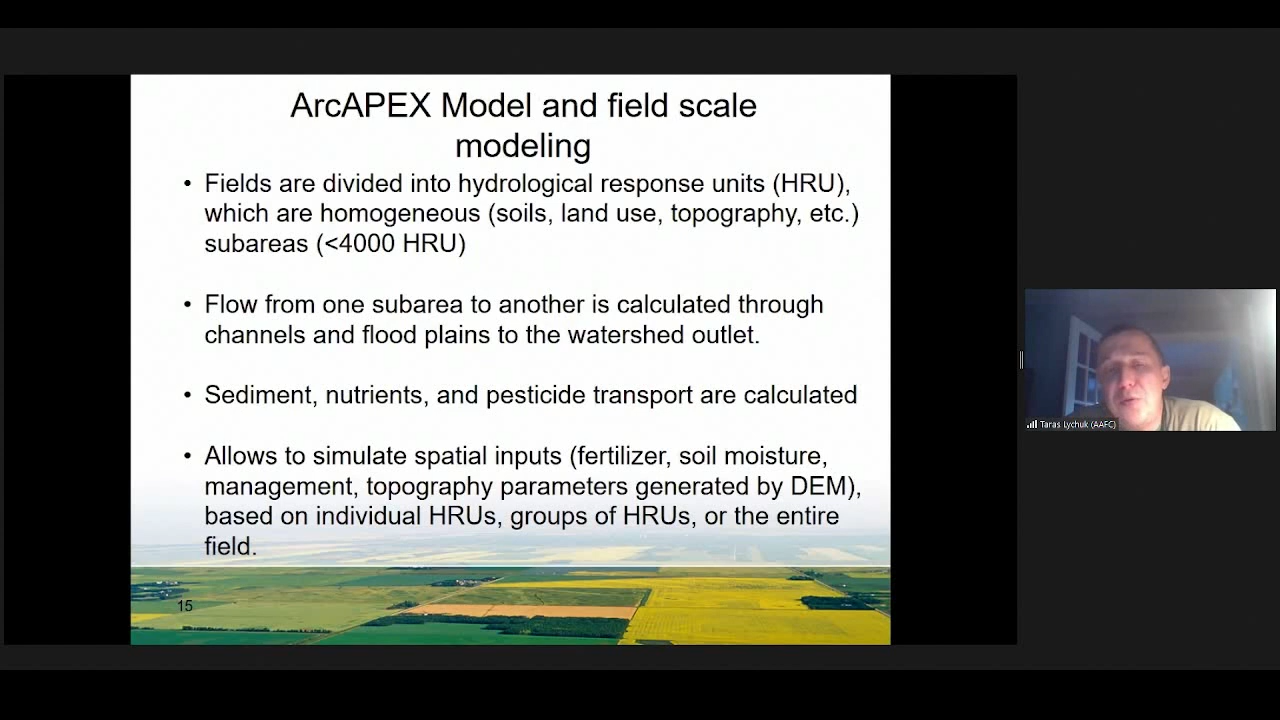 ArcAPEX Model and field scale
modeling
• Fields are divided into hydrological response units (HRU),
which are homogeneous (soils, land use, topography, etc.)
subareas (<4000 HRU)
• Flow from one subarea to another is calculated through
channels and flood plains to the watershed outlet.
• Sediment, nutrients, and pesticide transport are calculated
• Allows to simulate spatial inputs (fertilizer, soil moisture,
management, topography parameters generated by DEM),
based on individual HRUs, groups of HRUs, or the entire
field.
15
Taras Lychuk (AAFC)